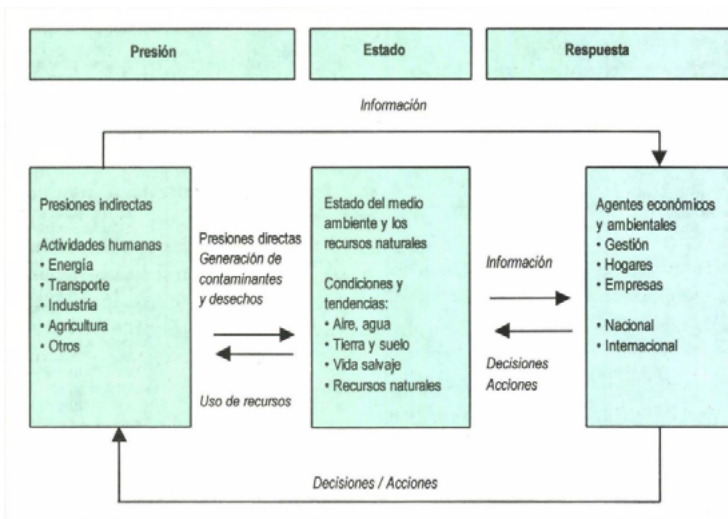 Presión
Estado
Respuesta
Información
Presiones indirectas
Actividades humanas
• Energía
• Transporte
• Industria
• Agricultura
• Otros
Presiones directas
Generación de
contaminantes
y desechos
Uso de recursos
Estado del medio
ambiente y los
recursos naturales
Condiciones y
tendencias:
• Aire, agua
• Tierra y suelo
• Vida salvaje
• Recursos naturales
Información
Decisiones
Acciones
Agentes económicos
y ambientales
• Gestión
• Hogares
• Empresas
• Nacional
• Internacional
Decisiones / Acciones